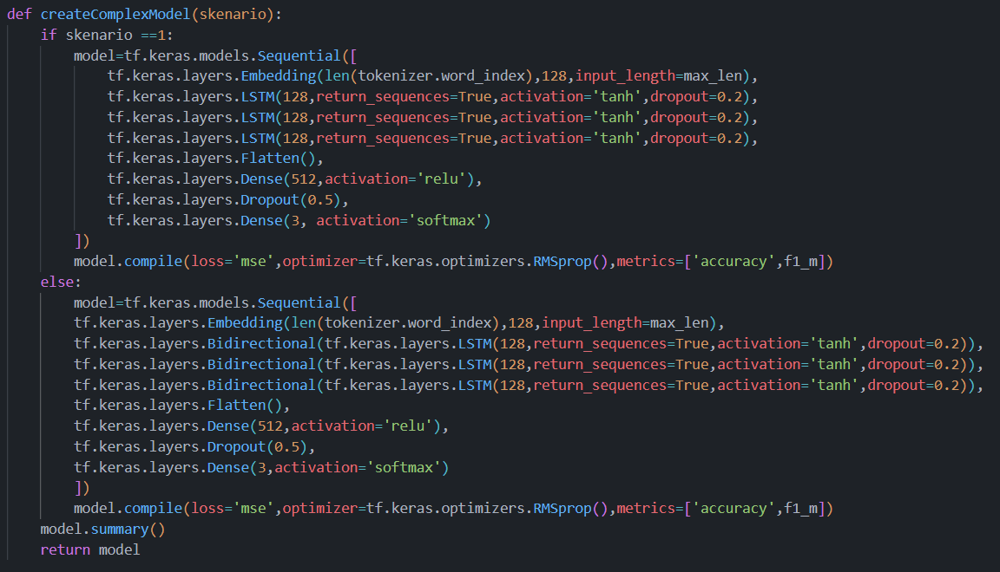 def createComplexModel(skenario):
    if skenario ==1:
        model=tf.keras.models.Sequential([
            tf.keras.layers.Embedding(len(tokenizer.word_index),128,input_length=max_len),
            tf.keras.layers.LSTM(128,return_sequences=True,activation='tanh',dropout=0.2),
            tf.keras.layers.LSTM(128,return_sequences=True,activation='tanh',dropout=0.2),
            tf.keras.layers.LSTM(128,return_sequences=True,activation='tanh',dropout=0.2),
            tf.keras.layers.Flatten(),
            tf.keras.layers.Dense(512,activation='relu'),
            tf.keras.layers.Dropout(0.5),
            tf.keras.layers.Dense(3, activation='softmax')
        ])
        model.compile(loss='mse',optimizer=tf.keras.optimizers.RMSprop(),metrics=['accuracy',f1_m])
    else:
        model=tf.keras.models.Sequential([
        tf.keras.layers.Embedding(len(tokenizer.word_index),128,input_length=max_len),
        tf.keras.layers.Bidirectional(tf.keras.layers.LSTM(128,return_sequences=True,activation='tanh',dropout=0.2)),
        tf.keras.layers.Bidirectional(tf.keras.layers.LSTM(128,return_sequences=True,activation='tanh',dropout=0.2)),
        tf.keras.layers.Bidirectional(tf.keras.layers.LSTM(128,return_sequences=True,activation='tanh',dropout=0.2)),
        tf.keras.layers.Flatten(),
        tf.keras.layers.Dense(512,activation='relu'),
        tf.keras.layers.Dropout(0.5),
        tf.keras.layers.Dense(3,activation='softmax')
        ])
        model.compile(loss='mse',optimizer=tf.keras.optimizers.RMSprop(),metrics=['accuracy',f1_m])
    model.summary()
    return model